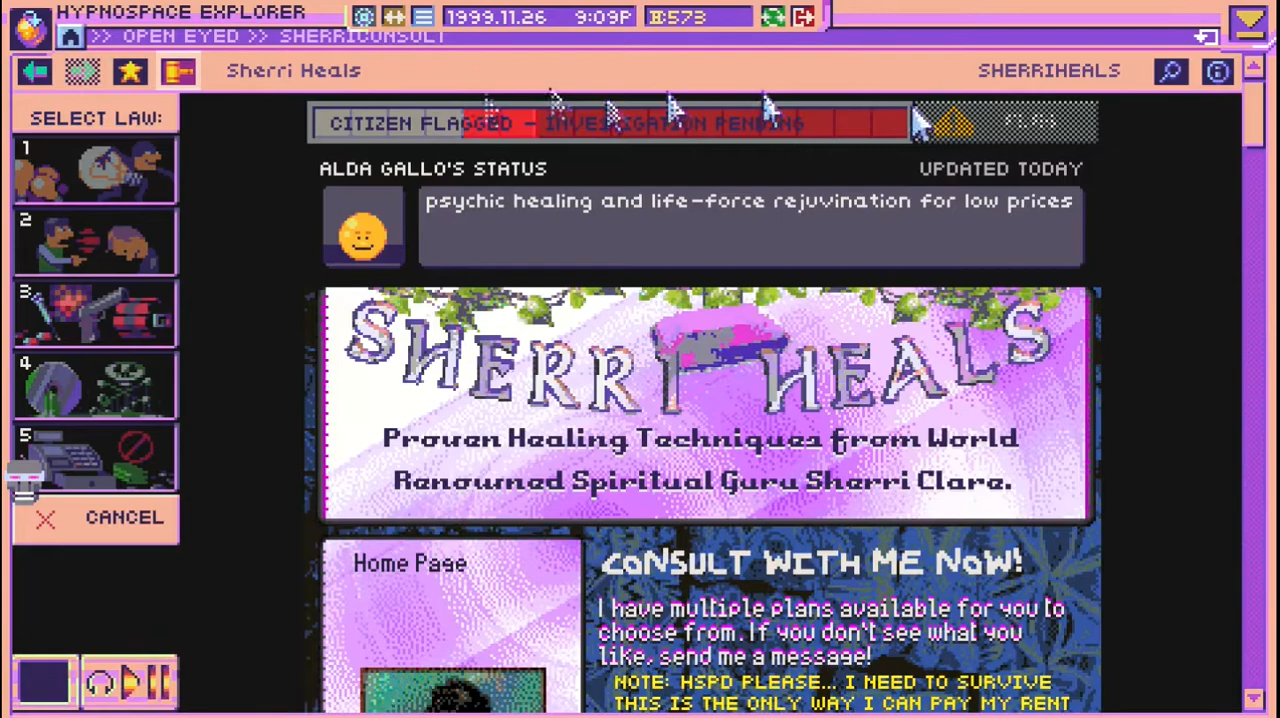 HYPNOSPACE EXPLORER
1999.11.26 9:09P
573
>> OPEN EYED >> SHERRICONSULT
Sherri Heals
SHERRIHEALS
SELECT LAW:
1
2
3
4
5
CANCEL
CITIZEN FLAGGED - INVESTIGATION PENDING
ALDA GALLO'S STATUS
UPDATED TODAY
psychic healing and life-force rejuvination for low prices
SHERRI HEALS
Proven Healing Techniques from World
Renowned Spiritual Guru Sherri Clare.
Home Page
CONSULT WITH ME NOW!
I have multiple plans available for you to
choose from. If you don't see what you
like, send me a message!
NOTE: HSPD PLEASE... I NEED TO SURVIVE
THIS IS THE ONLY WAY I CAN PAY MY RENT